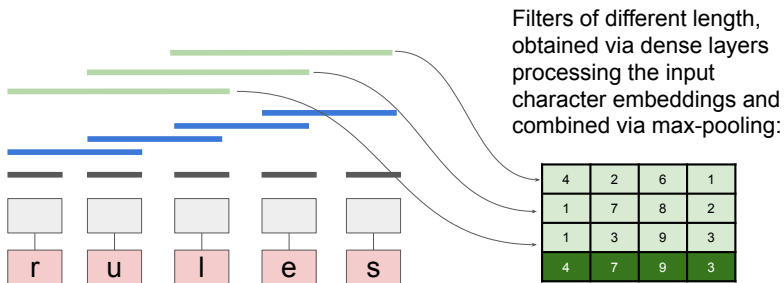 Filters of different length,
obtained via dense layers
processing the input
character embeddings and
combined via max-pooling:
4 2 6 1
1 7 8 2
1 3 9 3
4 7 9 3
r u l e s